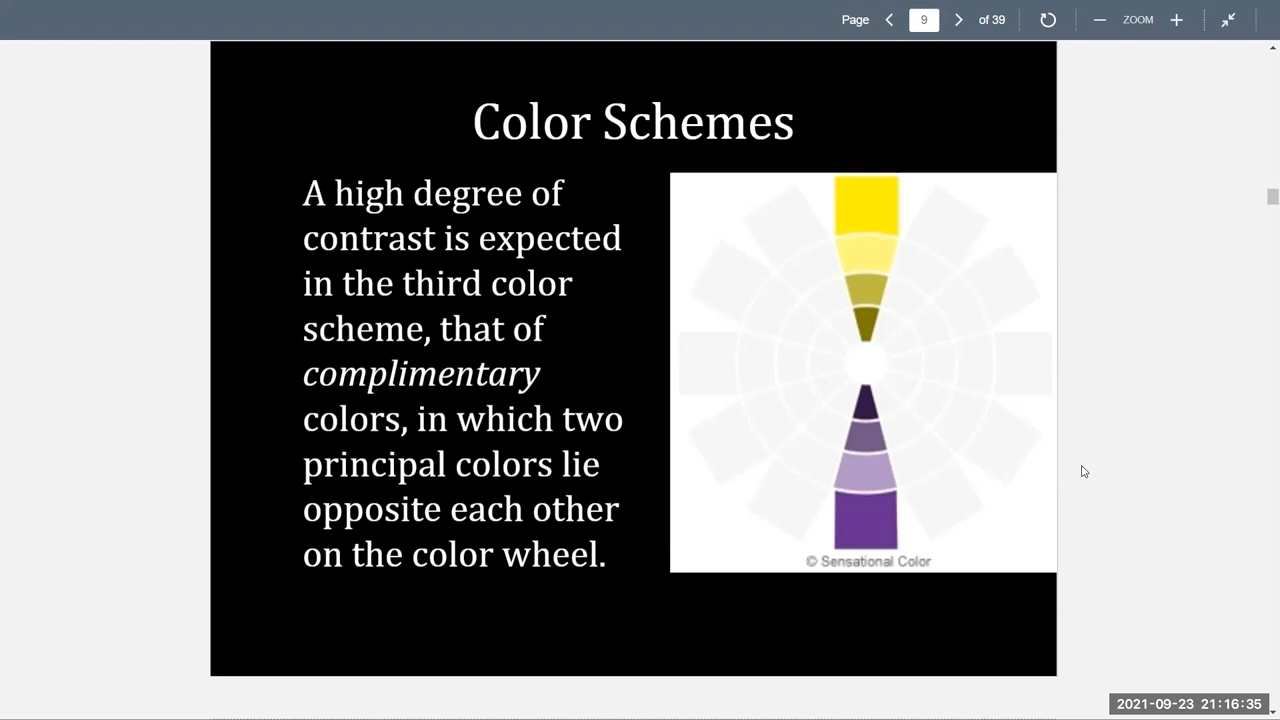 Page 9 of 39 ZOOM
Color Schemes
A high degree of
contrast is expected
in the third color
scheme, that of
complimentary
colors, in which two
principal colors lie
opposite each other
on the color wheel.
© Sensational Color
2021-09-23 21:16:35